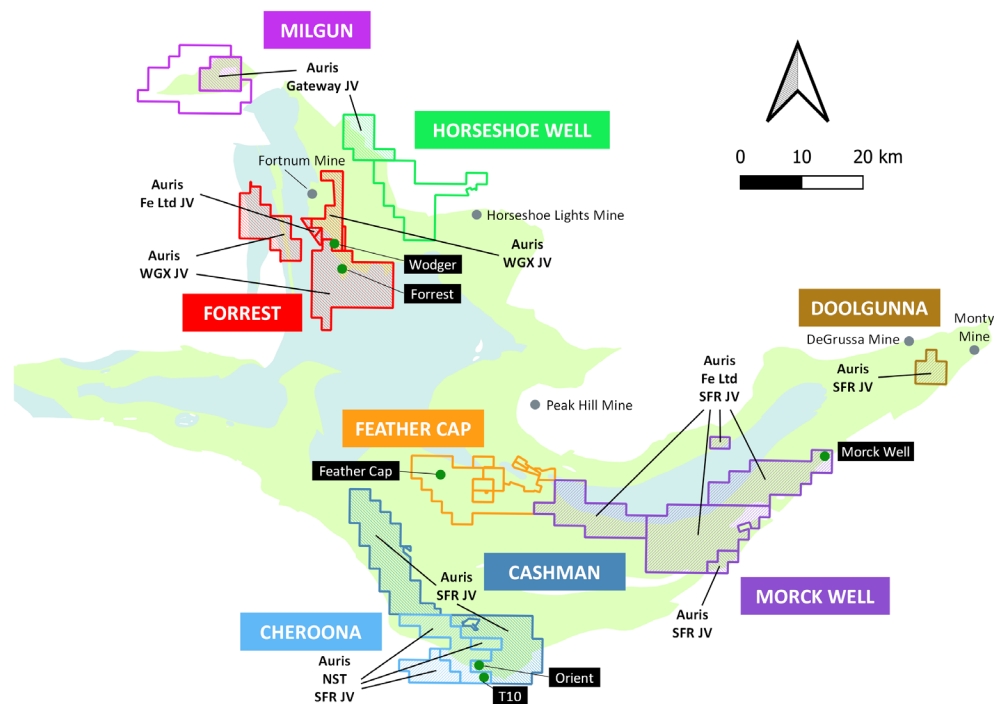 MILGUN
Auris
Gateway JV
HORSESHOE WELL
0 10 20 km
Fortnum Mine
Auris
Fe Ltd JV
Horseshoe Lights Mine
Auris
WGX JV
Auris
WGX JV
Wodger
Forrest
FORREST
DOOLGUNNA
Monty
Mine
DeGrussa Mine
Auris
SFR JV
Auris
Fe Ltd
SFR JV
Peak Hill Mine
FEATHER CAP
Feather Cap
Morck Well
CASHMAN
Auris
SFR JV
MORCK WELL
Auris
SFR JV
CHEROONA
Auris
NST
SFR JV
Orient
T10